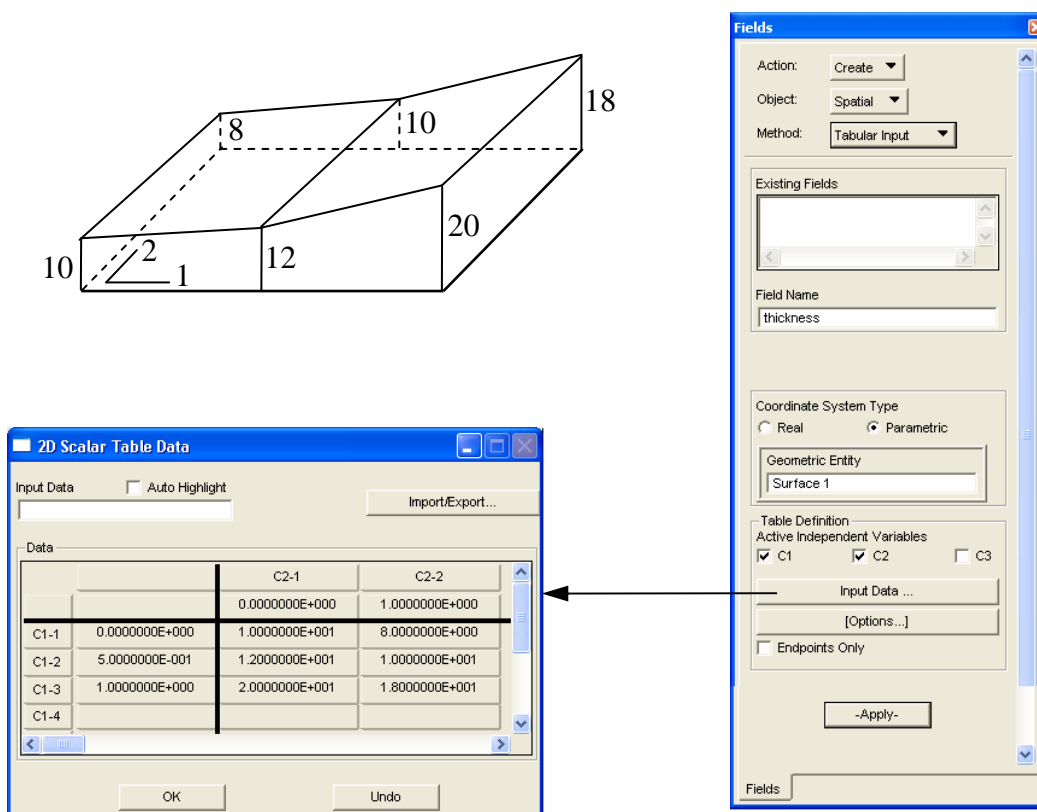 8
10
18
10
2
1
12
20
Fields
Action: Create
Object: Spatial
Method: Tabular Input
Existing Fields
Field Name
thickness
Coordinate System Type
Real Parametric
Geometric Entity
Surface 1
Table Definition
Active Independent Variables
C1 C2 C3
Input Data ...
[Options...]
Endpoints Only
-Apply-
Fields
2D Scalar Table Data
Input Data Auto Highlight
Import/Export...
Data
C2-1 C2-2
0.0000000E+000 1.0000000E+000
C1-1 0.0000000E+000 1.0000000E+001 8.0000000E+000
C1-2 5.0000000E-001 1.2000000E+001 1.0000000E+001
C1-3 1.0000000E+000 2.0000000E+001 1.8000000E+001
C1-4
OK Undo